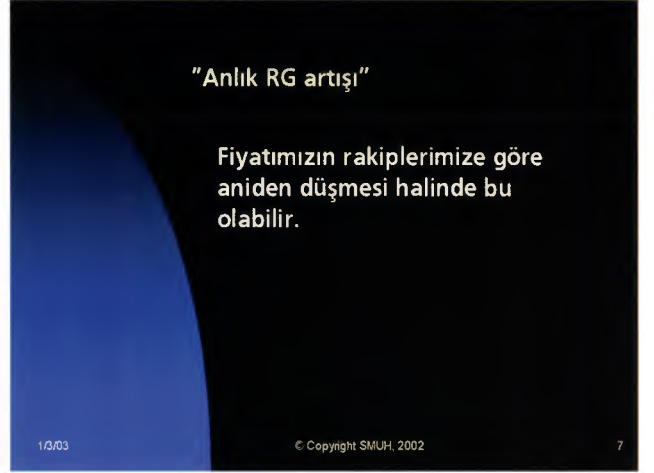 "Anlık RG artışı"
Fiyatımızın rakiplerimize göre
aniden düşmesi halinde bu
olabilir.
1/3/03
© Copyright SMUH, 2002
7